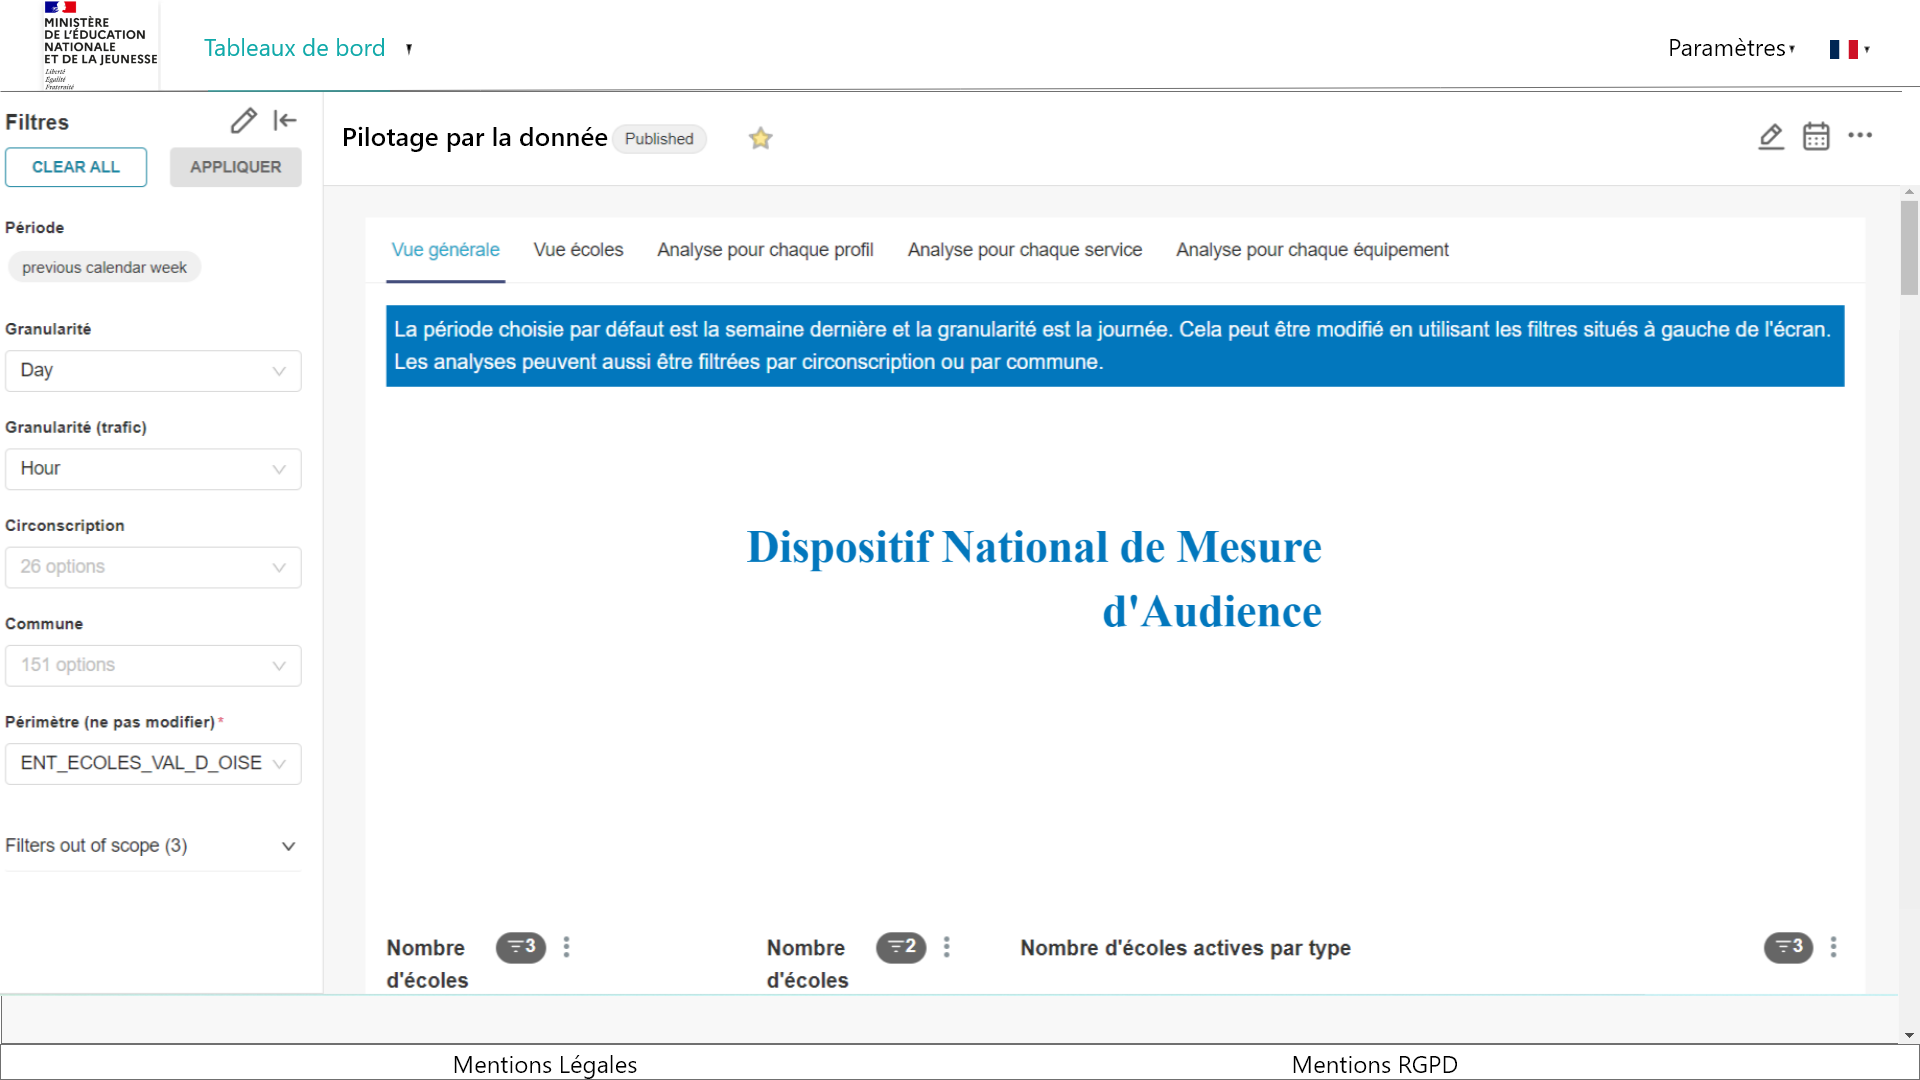 MINISTÈRE
DE L'ÉDUCATION
NATIONALE
ET DE LA JEUNESSE
Liberté
Égalité
Fraternité
Tableaux de bord
Paramètres
Filtres
CLEAR ALL
APPLIQUER
Période
previous calendar week
Granularité
Day
Granularité (trafic)
Hour
Circonscription
26 options
Commune
151 options
Périmètre (ne pas modifier) *
ENT_ECOLES_VAL_D_OISE
Filters out of scope (3)
Pilotage par la donnée
Published
Vue générale
Vue écoles
Analyse pour chaque profil
Analyse pour chaque service
Analyse pour chaque équipement
La période choisie par défaut est la semaine dernière et la granularité est la journée. Cela peut être modifié en utilisant les filtres situés à gauche de l'écran.
Les analyses peuvent aussi être filtrées par circonscription ou par commune.
Dispositif National de Mesure
d'Audience
Nombre
d'écoles
3
Nombre
d'écoles
2
Nombre d'écoles actives par type
3
Mentions Légales
Mentions RGPD